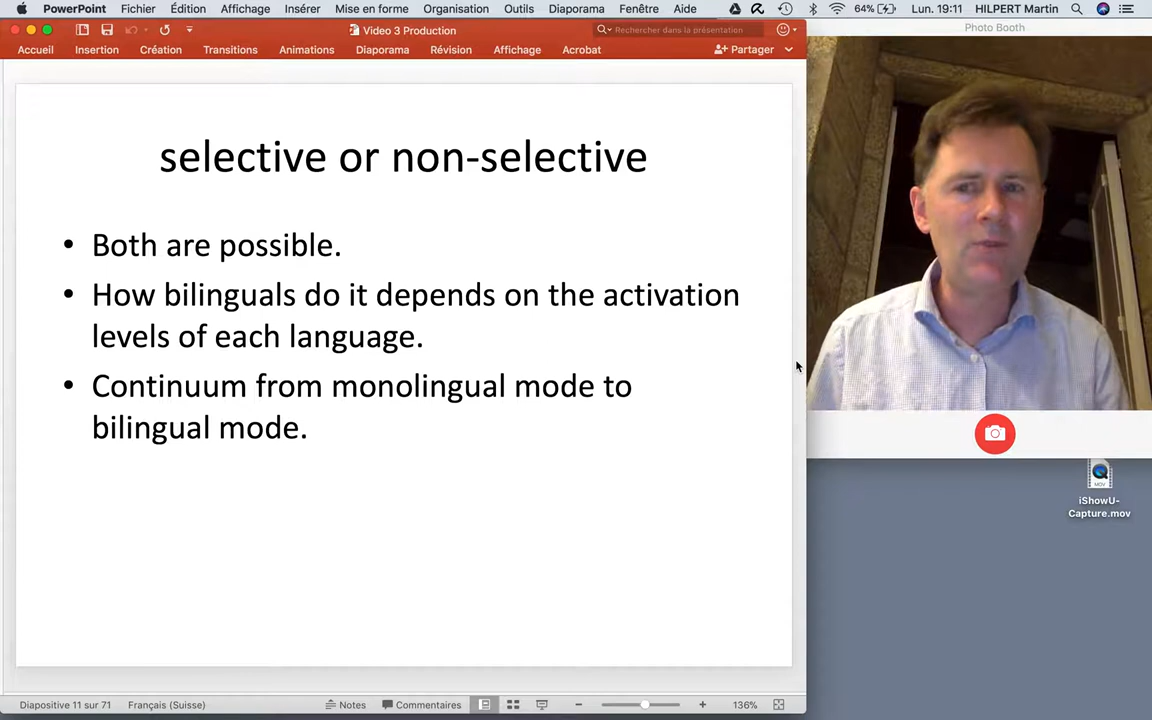 PowerPoint Fichier Édition Affichage Insérer Mise en forme Organisation Outils Diaporama Fenêtre Aide 64% Lun. 19:11 HILPERT Martin
Video 3 Production
Rechercher dans la présentation
Photo Booth
Accueil Insertion Création Transitions Animations Diaporama Révision Affichage Acrobat Partager
selective or non-selective
• Both are possible.
• How bilinguals do it depends on the activation
levels of each language.
• Continuum from monolingual mode to
bilingual mode.
MOV
iShowU-
Capture.mov
Diapositive 11 sur 71 Français (Suisse) Notes Commentaires 136%